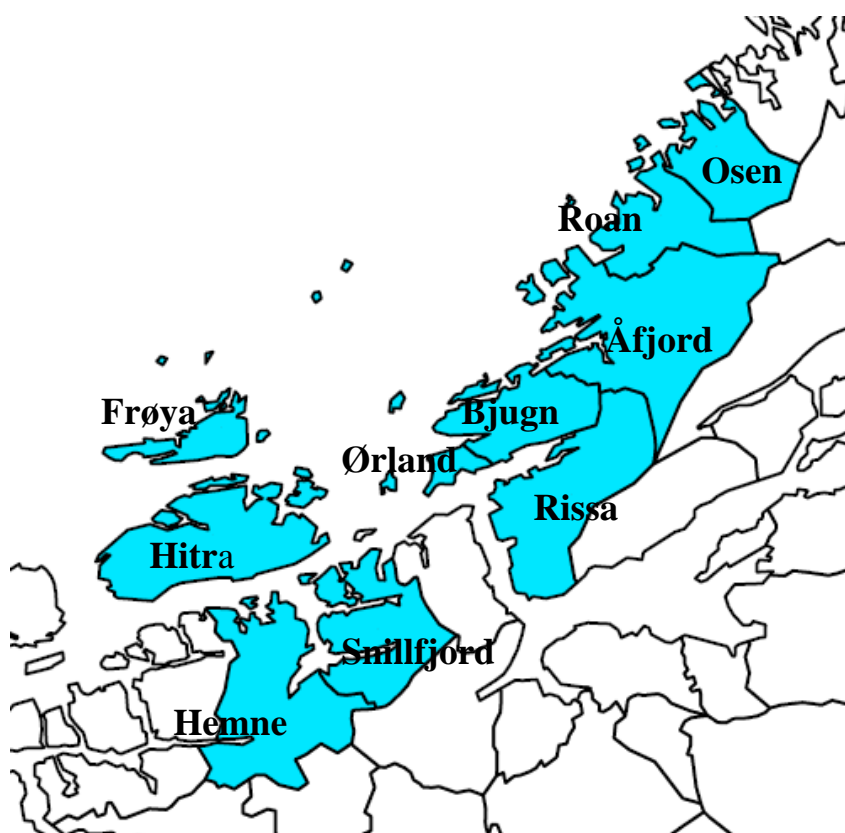 Osen
Roan
Åfjord
Frøya
Bjugn
Ørland
Rissa
Hitra
Snillfjord
Hemne